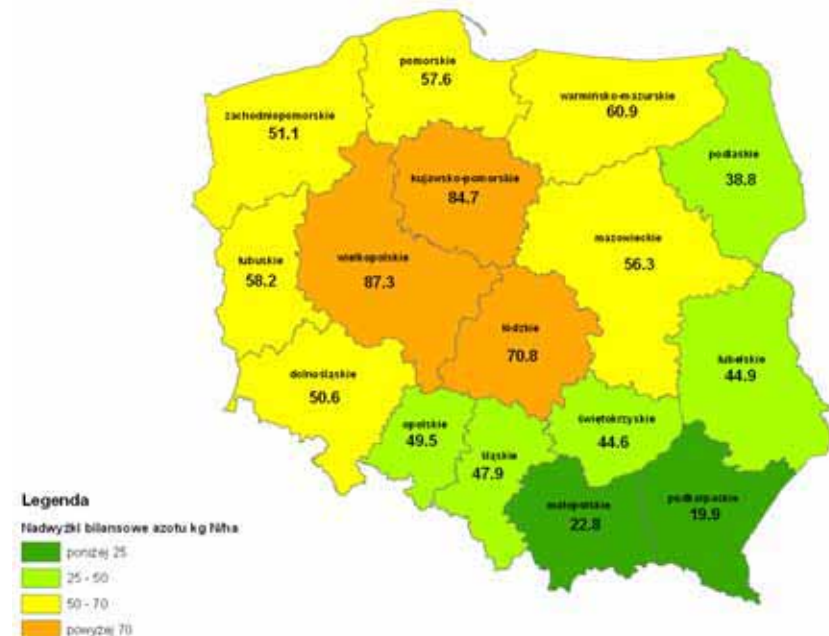 pomorskie
57.6
warmińsko-mazurskie
60.9
zachodniopomorskie
51.1
podlaskie
38.8
kujawsko-pomorskie
84.7
mazowieckie
56.3
lubuskie
58.2
wielkopolskie
87.3
łódzkie
70.8
lubelskie
44.9
dolnośląskie
50.6
opolskie
49.5
śląskie
47.9
świętokrzyskie
44.6
małopolskie
22.8
podkarpackie
19.9
Legenda
Nadwyżki bilansowe azotu kg N/ha
poniżej 25
25 - 50
50 - 70
powyżej 70